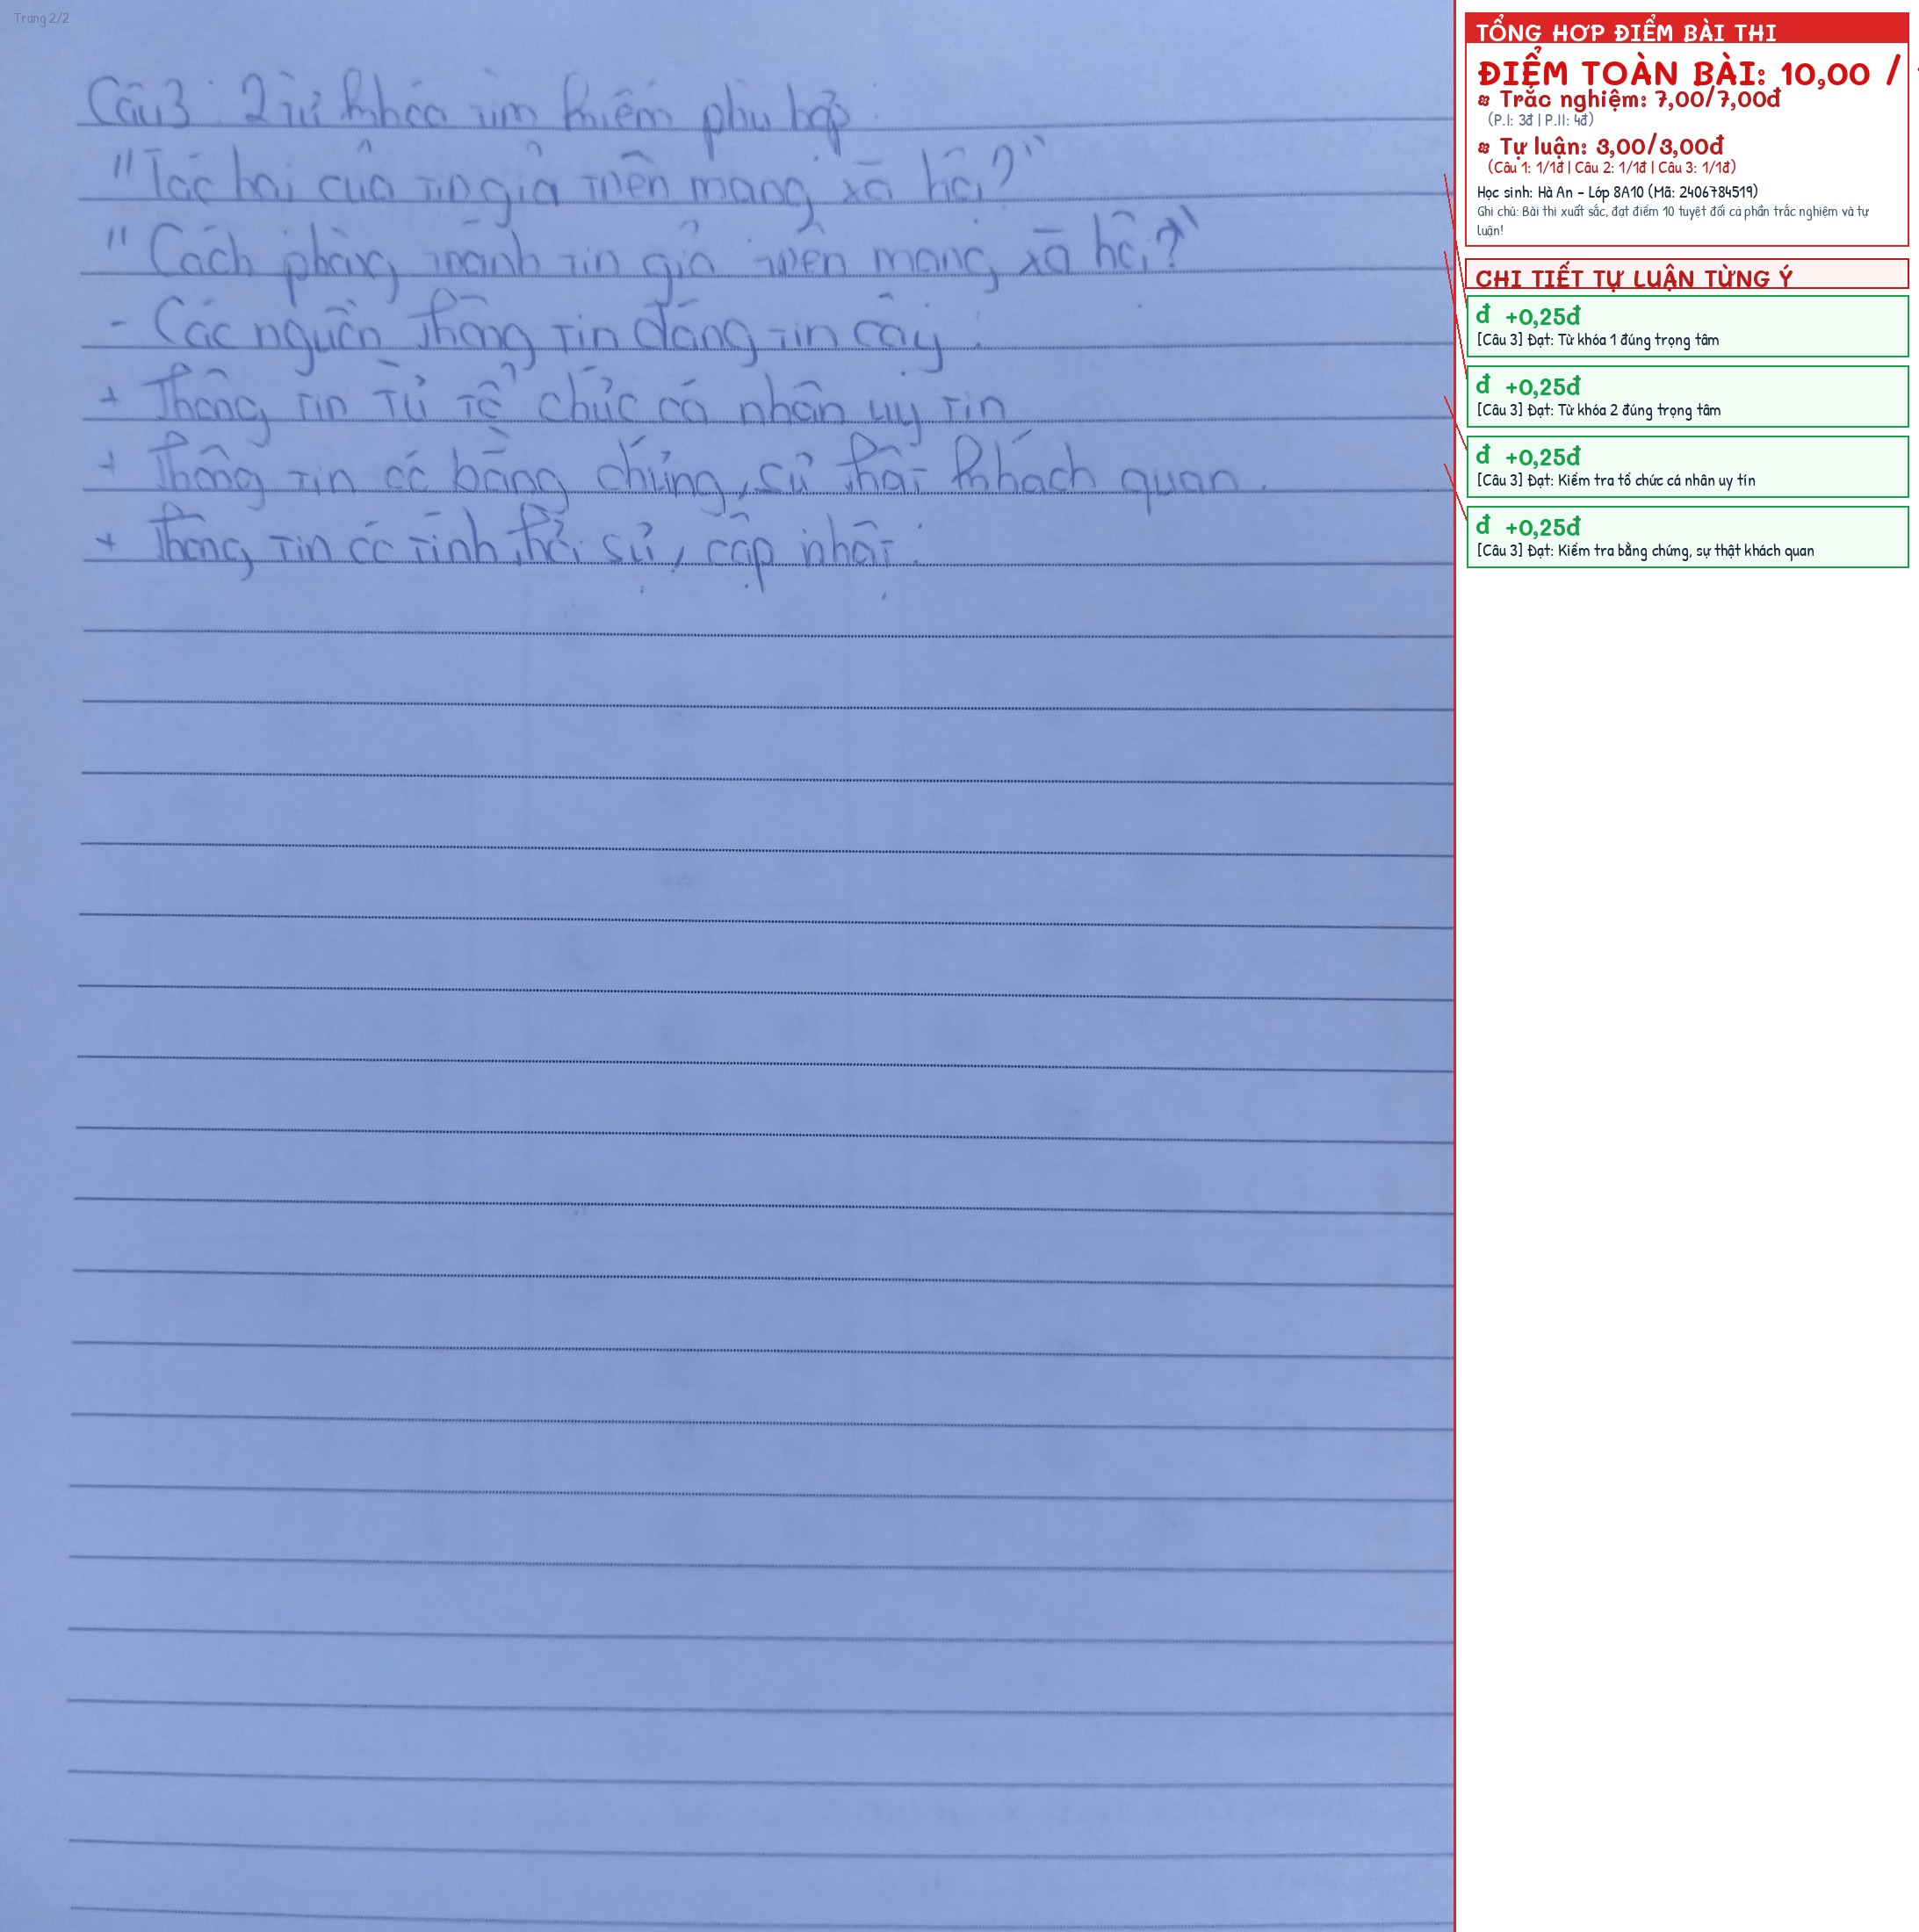 Trang 2/2
Câu 3: 2 từ khóa tìm kiếm phù hợp:
"Tác hại của tin giả trên mạng xã hội?"
"Cách phòng tránh tin giả trên mạng xã hội?"
- Các nguồn thông tin đáng tin cậy:
+ Thông tin từ tổ chức cá nhân uy tín
+ Thông tin có bằng chứng, sự thật khách quan.
+ Thông tin có tính thời sự, cập nhật.
TỔNG HỢP ĐIỂM BÀI THI
ĐIỂM TOÀN BÀI: 10,00 /
Trắc nghiệm: 7,00/7,00đ
(P.I: 3đ | P.II: 4đ)
Tự luận: 3,00/3,00đ
(Câu 1: 1/1đ | Câu 2: 1/1đ | Câu 3: 1/1đ)
Học sinh: Hà An - Lớp 8A10 (Mã: 2406784519)
Ghi chú: Bài thi xuất sắc, đạt điểm 10 tuyệt đối cả phần trắc nghiệm và tự
luận!
CHI TIẾT TỰ LUẬN TỪNG Ý
đ +0,25đ
[Câu 3] Đạt: Từ khóa 1 đúng trọng tâm
đ +0,25đ
[Câu 3] Đạt: Từ khóa 2 đúng trọng tâm
đ +0,25đ
[Câu 3] Đạt: Kiểm tra tổ chức cá nhân uy tín
đ +0,25đ
[Câu 3] Đạt: Kiểm tra bằng chứng, sự thật khách quan